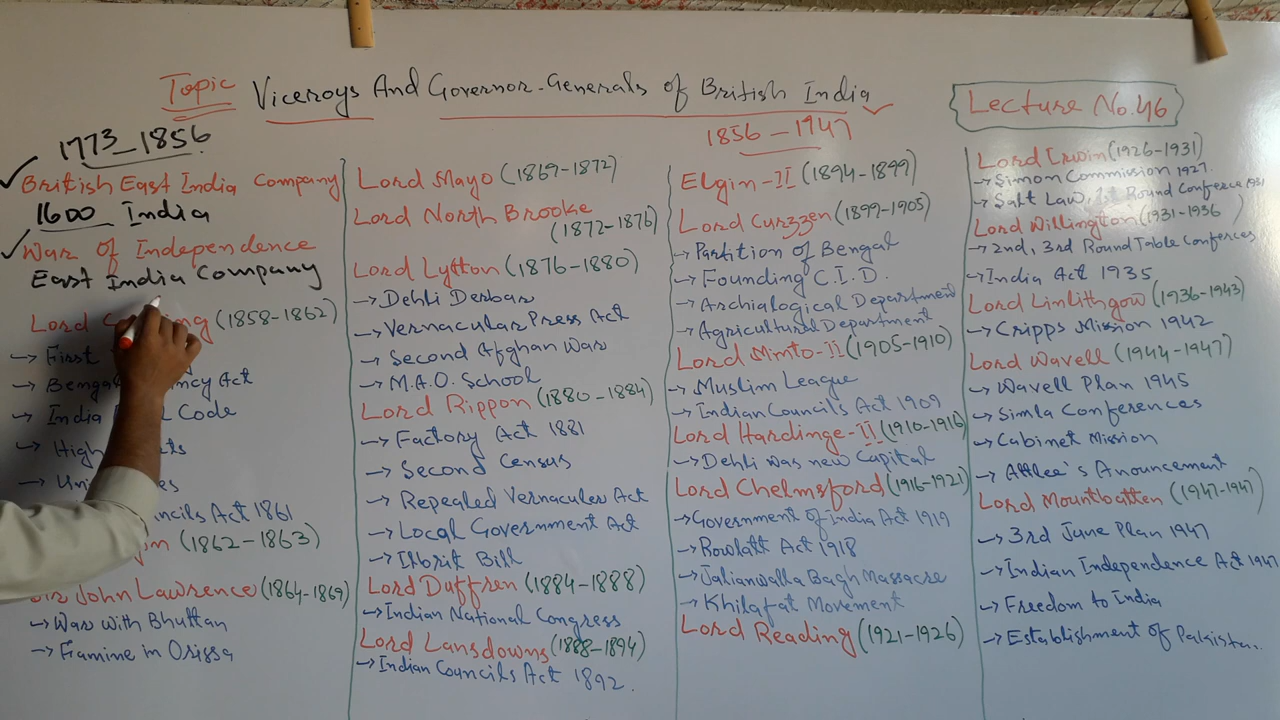 Topic Viceroys And Governor-Generals of British India
Lecture No.46
1773_1856
1856-1947
British East India Company
1600 India
War Of Independence
East India Company
Lord (1858-1862)
→ First
→ Bengal Act
→ India Code
→ High
→
Act 1861
(1862-1863)
Sir John Lawrence (1864-1869)
→ War with Bhuttan
→ Famine in Orissa
Lord Mayo (1869-1872)
Lord North Brooke
(1872-1876)
Lord Lytton (1876-1880)
→ Dehli Derbar
→ Vernacular Press Act
→ Second Afghan War
→ M.A.O. School
Lord Rippon (1880-1884)
→ Factory Act 1881
→ Second Census
→ Repealed Vernacular Act
→ Local Government Act
→ Ilbrit Bill
Lord Duffren (1884-1888)
→ Indian National Congress
Lord Lansdowns (1888-1894)
→ Indian Councils Act 1892.
Elgin-II (1894-1899)
Lord Curzzen (1899-1905)
→ Partition of Bengal
→ Founding C.I.D.
→ Archialogical Department
→ Agricultural Department
Lord Minto-II (1905-1910)
→ Muslim League
→ Indian Councils Act 1909
Lord Hardinge-II (1910-1916)
→ Dehli was new Capital
Lord Chelmsford (1916-1921)
→ Government of India Act 1919
→ Rowlatt Act 1918
→ Jalianwalla Bagh Massacre
→ Khilafat Movement
Lord Reading (1921-1926)
Lord Irwin (1926-1931)
→ Simon Commission 1927.
→ Salt Law, 1st Round Conference 1931
Lord Willington (1931-1936)
→ 2nd, 3rd Round Table Confernces
→ India Act 1935
Lord Linlithgow (1936-1943)
→ Cripps Mission 1942
Lord Wavell (1944-1947)
→ Wavell Plan 1945
→ Simla Conferences
→ Cabinet Mission
→ Attlee's Anouncement
Lord Mountbatten (1947-1947)
→ 3rd June Plan 1947
→ Indian Independence Act 1947
→ Freedom to India
→ Establishment of Pakistan..